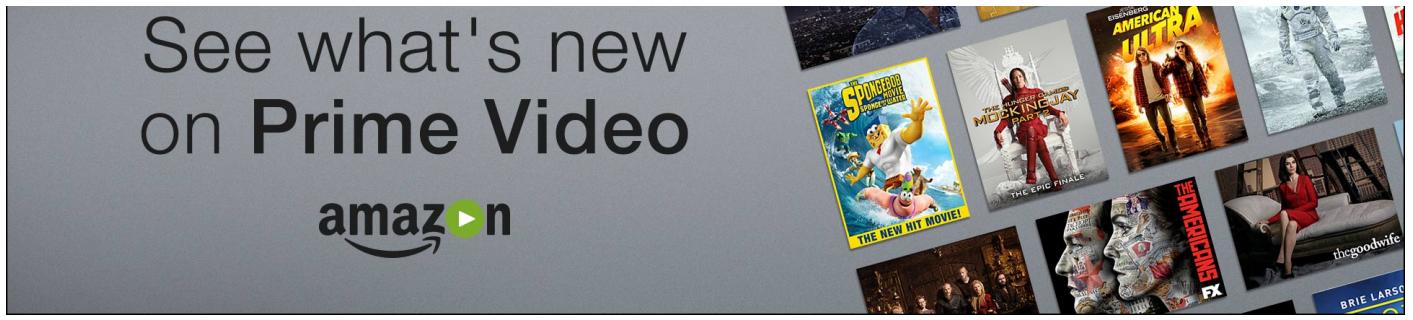 See what's new
on Prime Video
amazon
EISENBERG
AMERICAN
ULTRA
THE
SPONGEBOB
MOVIE
SPONGE OUT OF WATER
THE NEW HIT MOVIE!
THE HUNGER GAMES
MOCKINGJAY
PART 2
THE EPIC FINALE
THE AMERICANS
FX
thegoodwife
BRIE LARSO